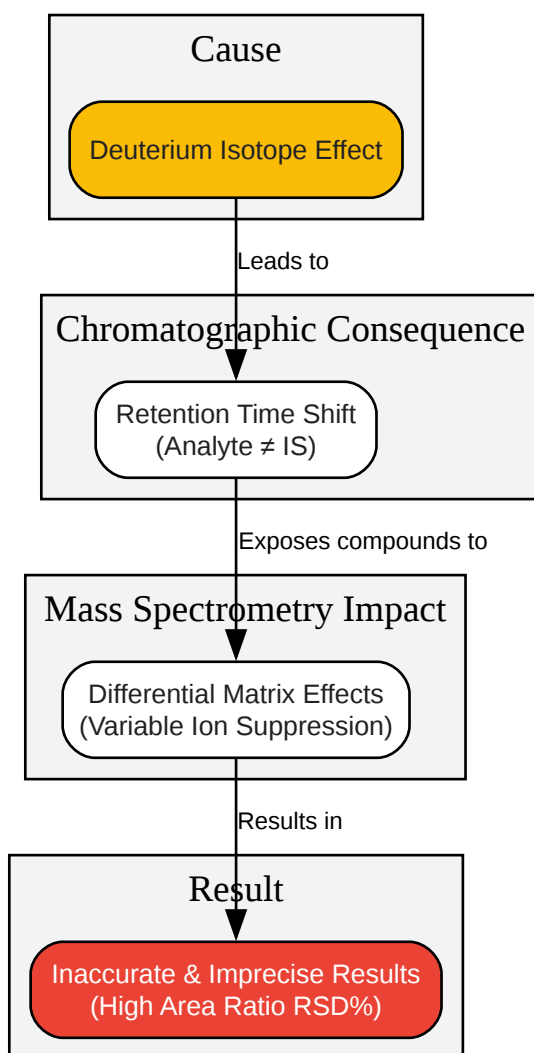 Cause
Deuterium Isotope Effect
Leads to
Chromatographic Consequence
Retention Time Shift
(Analyte ≠ IS)
Exposes compounds to
Mass Spectrometry Impact
Differential Matrix Effects
(Variable Ion Suppression)
Results in
Result
Inaccurate & Imprecise Results
(High Area Ratio RSD%)